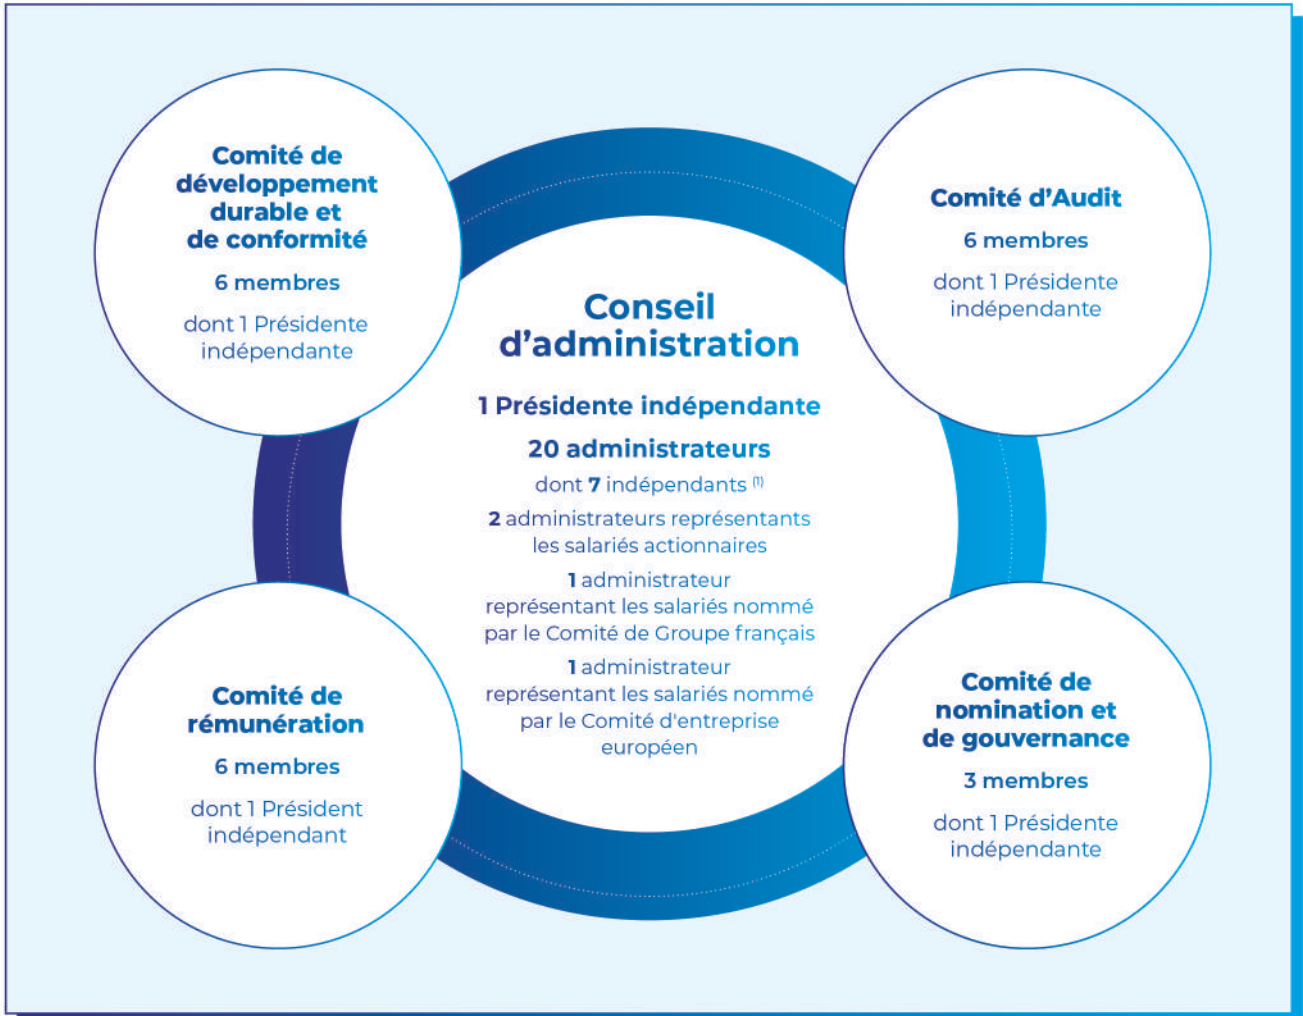 Comité de
développement
durable et
de conformité
6 membres
dont 1 Présidente
indépendante
Comité d’Audit
6 membres
dont 1 Présidente
indépendante
Conseil
d’administration
1 Présidente indépendante
20 administrateurs
dont 7 indépendants (1)
2 administrateurs représentants
les salariés actionnaires
1 administrateur
représentant les salariés nommé
par le Comité de Groupe français
1 administrateur
représentant les salariés nommé
par le Comité d'entreprise
européen
Comité de
rémunération
6 membres
dont 1 Président
indépendant
Comité de
nomination et
de gouvernance
3 membres
dont 1 Présidente
indépendante